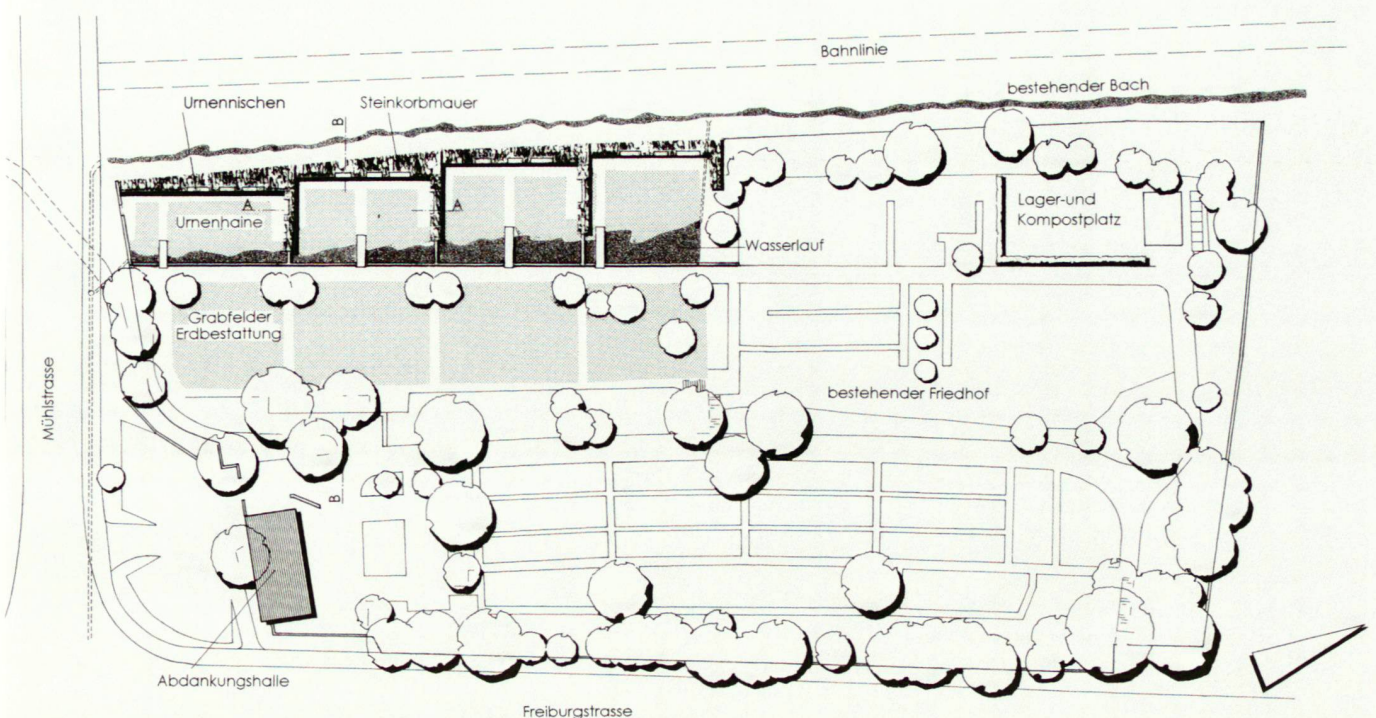 Bahnlinie
bestehender Bach
Urnennischen
Steinkorbmauer
B
Lager-und
Kompostplatz
A
A
Urnenhaine
Wasserlauf
Grabfelder
Erdbestattung
Mühlstrasse
bestehender Friedhof
B
Abdankungshalle
Freiburgstrasse